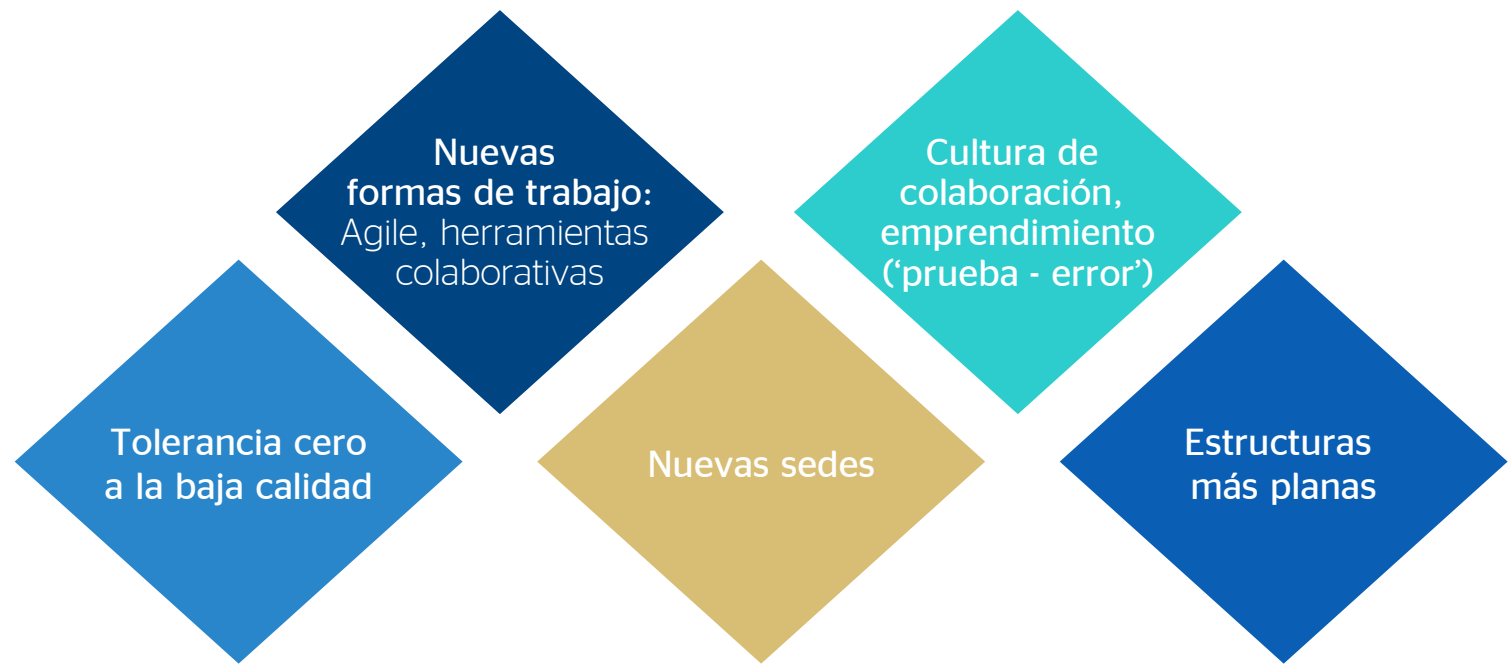 Nuevas
formas de trabajo:
Agile, herramientas
colaborativas
Cultura de
colaboración,
emprendimiento
(‘prueba - error’)
Tolerancia cero
a la baja calidad
Nuevas sedes
Estructuras
más planas